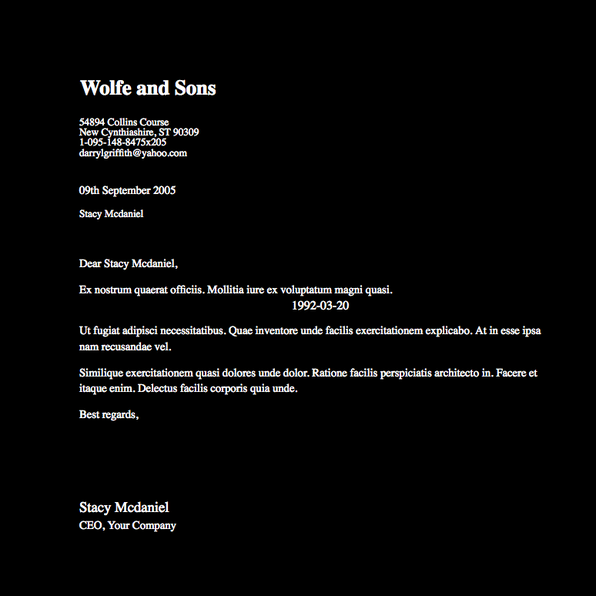 Wolfe and Sons
54894 Collins Course
New Cynthiashire, ST 90309
1-095-148-8475x205
darrylgriffith@yahoo.com
09th September 2005
Stacy Mcdaniel
Dear Stacy Mcdaniel,
Ex nostrum quaerat officiis. Mollitia iure ex voluptatum magni quasi.
1992-03-20
Ut fugiat adipisci necessitatibus. Quae inventore unde facilis exercitationem explicabo. At in esse ipsa
nam recusandae vel.
Similique exercitationem quasi dolores unde dolor. Ratione facilis perspiciatis architecto in. Facere et
itaque enim. Delectus facilis corporis quia unde.
Best regards,
Stacy Mcdaniel
CEO, Your Company